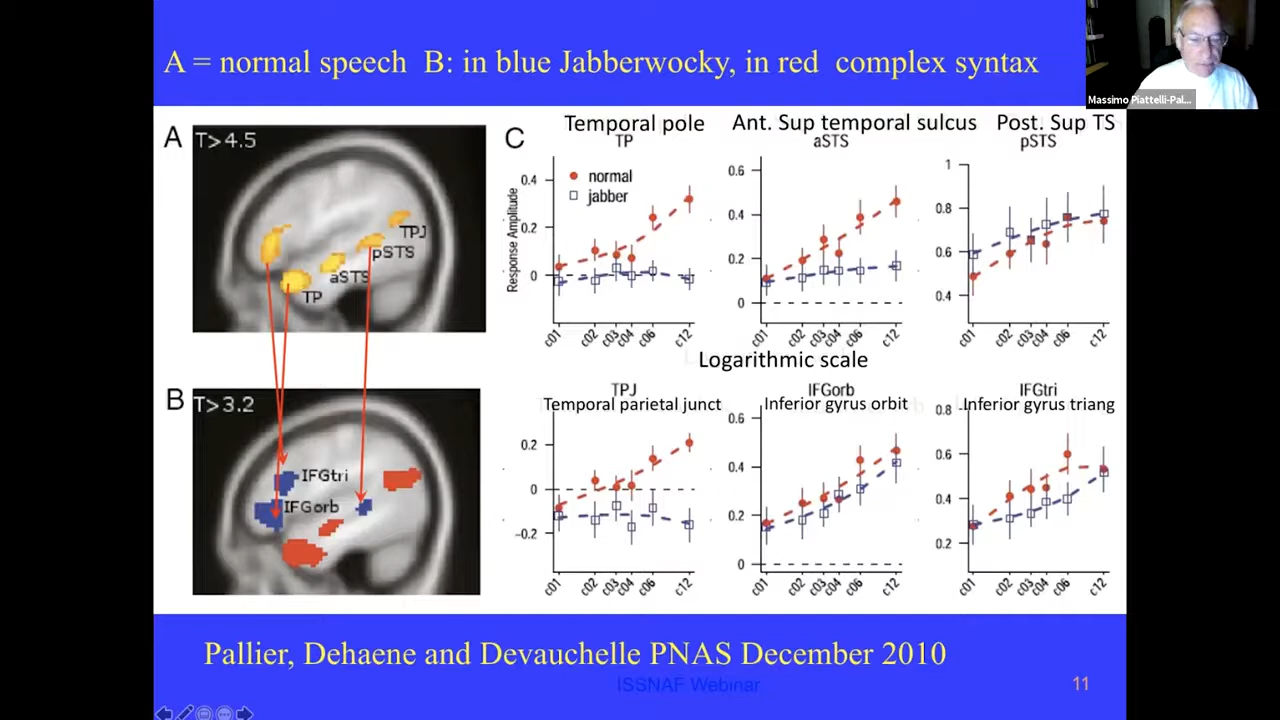 A = normal speech B: in blue Jabberwocky, in red complex syntax
Massimo Piattelli-Pal...
A
T>4.5
TPJ
pSTS
aSTS
TP
B
T>3.2
IFGtri
IFGorb
C
Temporal pole
TP
normal
jabber
Response Amplitude
0.4
0.2
0
c01
c02
c03
c04
c06
c12
Ant. Sup temporal sulcus
aSTS
0.6
0.4
0.2
0
c01
c02
c03
c04
c06
c12
Post. Sup TS
pSTS
1
0.8
0.6
0.4
c01
c02
c03
c04
c06
c12
Logarithmic scale
TPJ
Temporal parietal junct
0.2
0
−0.2
c01
c02
c03
c04
c06
c12
IFGorb
Inferior gyrus orbit
0.6
0.4
0.2
0
c01
c02
c03
c04
c06
c12
IFGtri
Inferior gyrus triang
0.8
0.6
0.4
0.2
c01
c02
c03
c04
c06
c12
Pallier, Dehaene and Devauchelle PNAS December 2010
ISSNAF Webinar
11